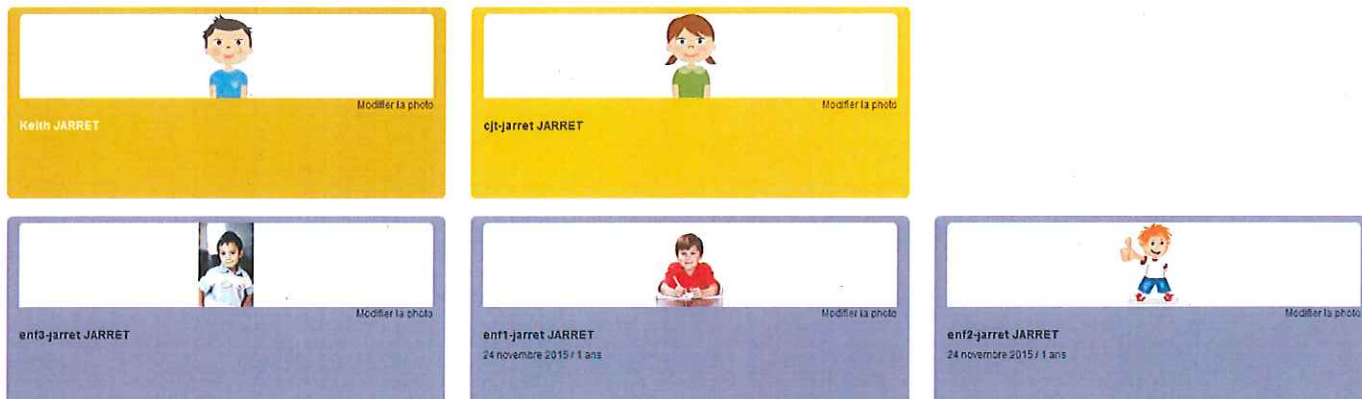 Modifier la photo
Keith JARRET
Modifier la photo
cjt-jarret JARRET
Modifier la photo
enf3-jarret JARRET
Modifier la photo
enf1-jarret JARRET
24 novembre 2015 / 1 ans
Modifier la photo
enf2-jarret JARRET
24 novembre 2015 / 1 ans